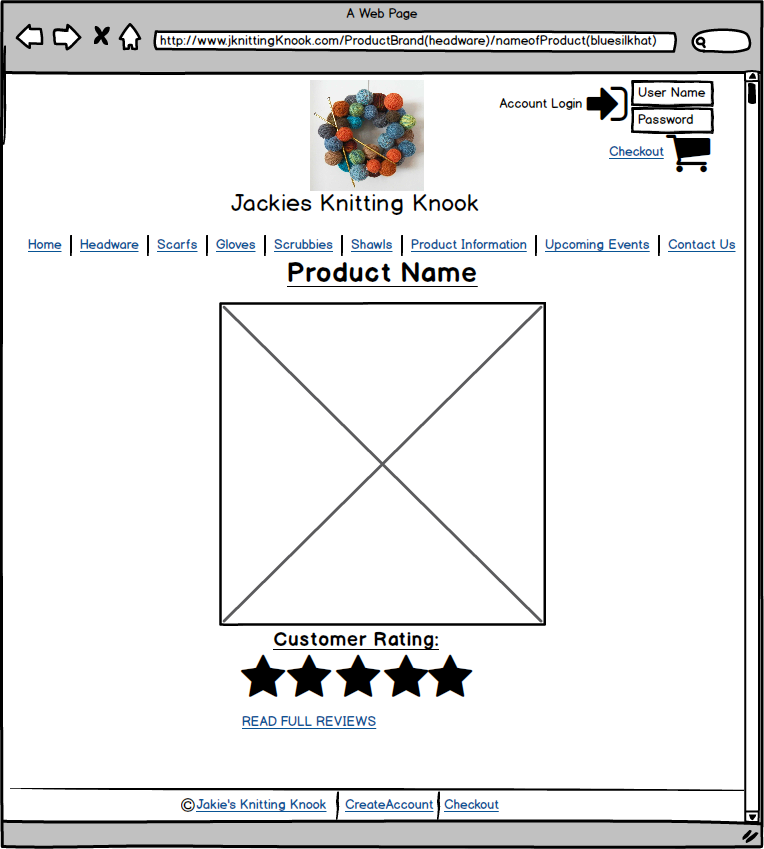 A Web Page
http://www.jknittingKnook.com/ProductBrand(headware)/nameofProduct(bluesilkhat)
Account Login
User Name
Password
Checkout
Jackies Knitting Knook
Home Headware Scarfs Gloves Scrubbies Shawls Product Information Upcoming Events Contact Us
Product Name
Customer Rating:
READ FULL REVIEWS
©Jakie's Knitting Knook CreateAccount Checkout